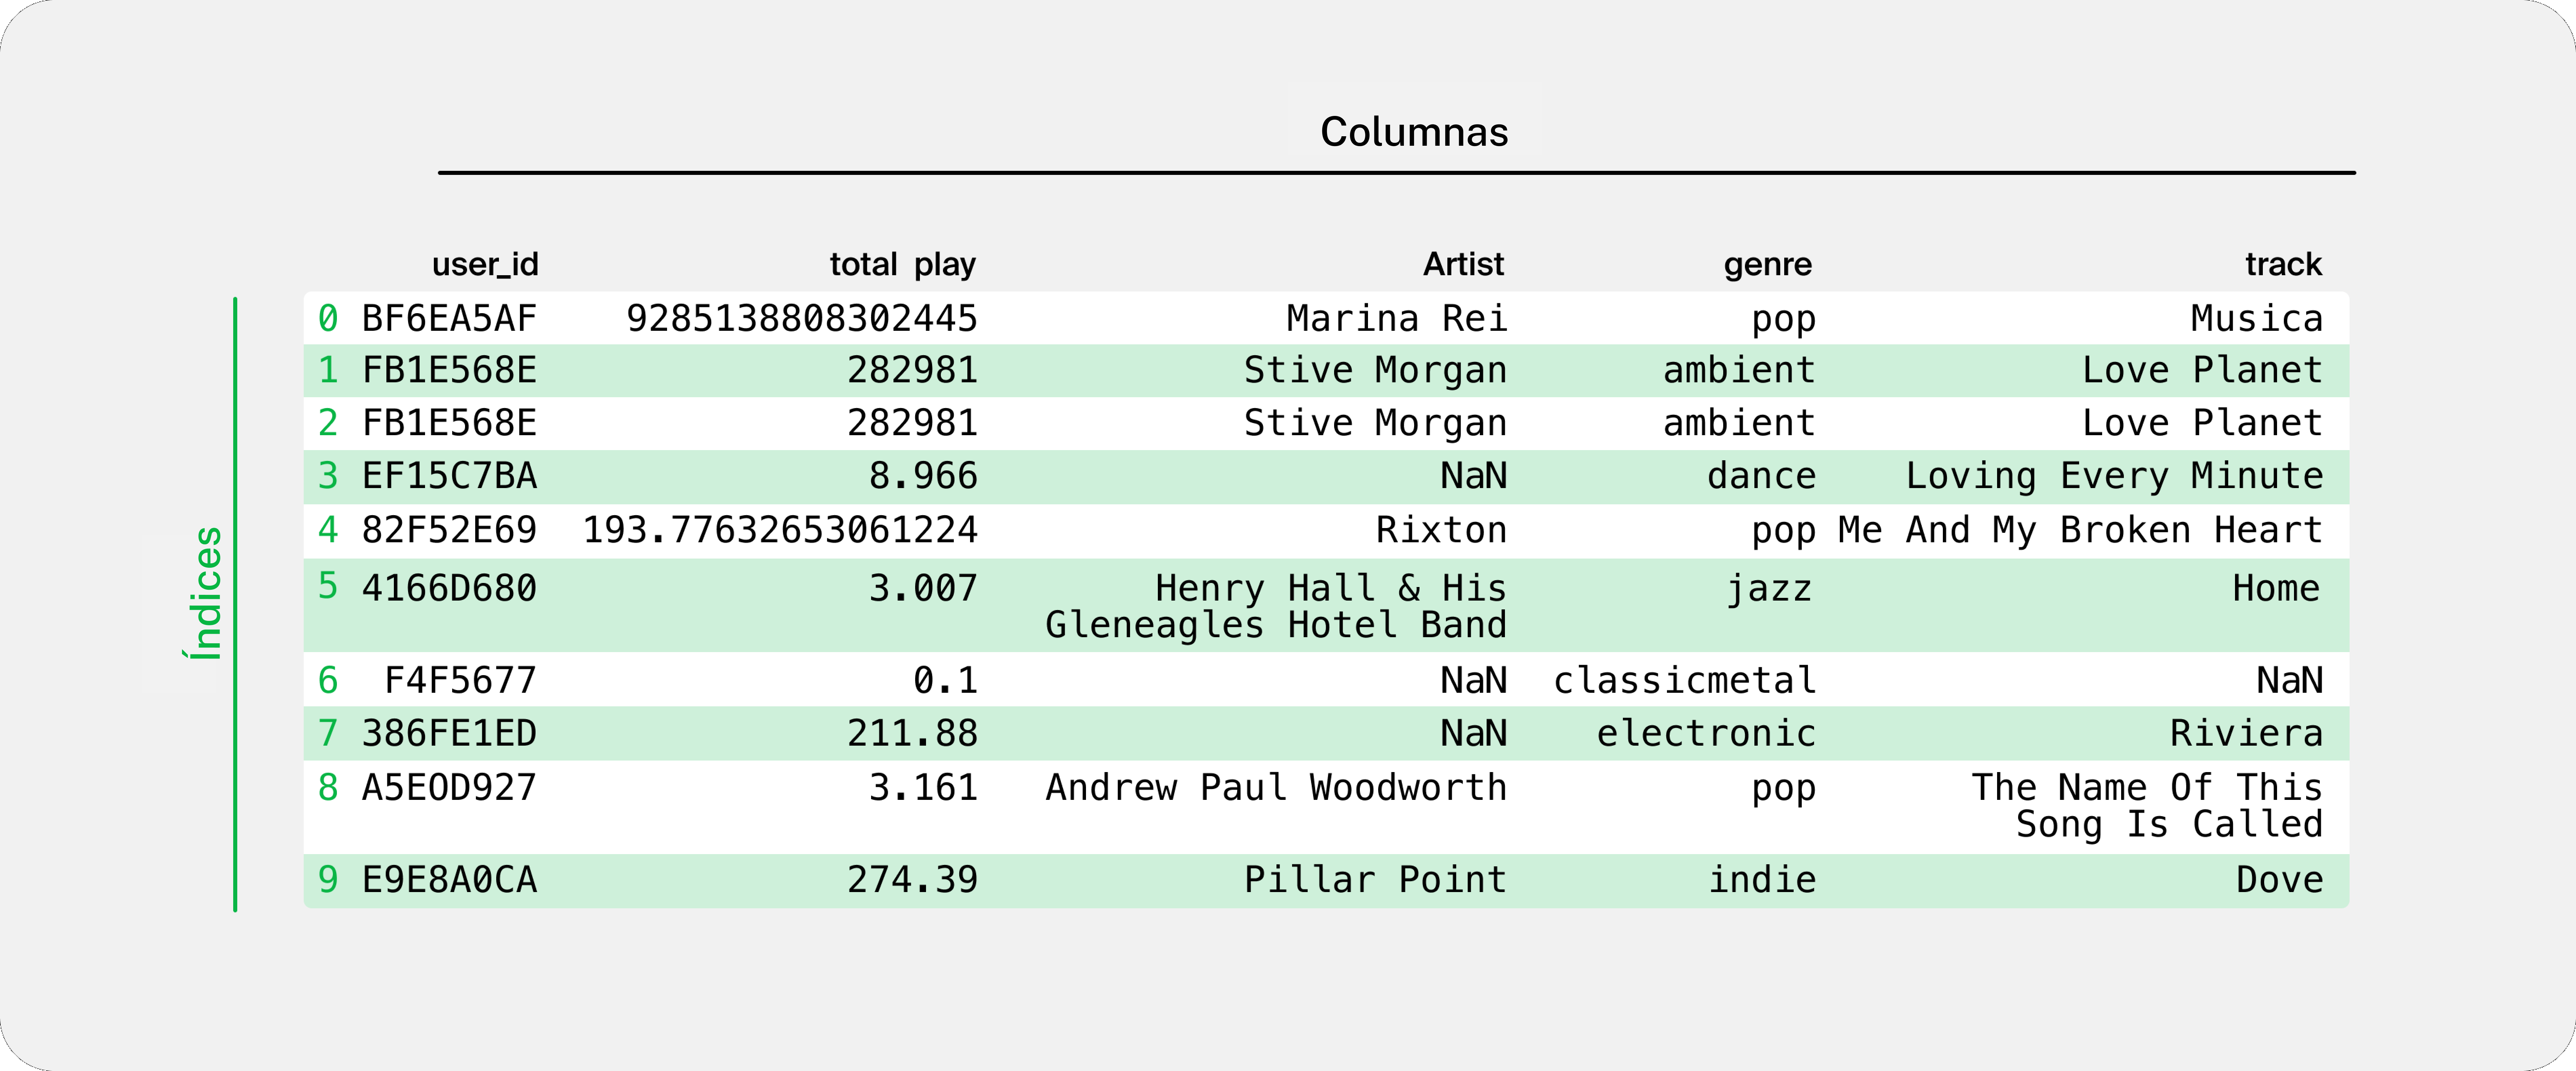 Columnas
user_id total play Artist genre track
Índices
0 BF6EA5AF 9285138808302445 Marina Rei pop Musica
1 FB1E568E 282981 Stive Morgan ambient Love Planet
2 FB1E568E 282981 Stive Morgan ambient Love Planet
3 EF15C7BA 8.966 NaN dance Loving Every Minute
4 82F52E69 193.77632653061224 Rixton pop Me And My Broken Heart
5 4166D680 3.007 Henry Hall & His jazz Home
Gleneagles Hotel Band
6 F4F5677 0.1 NaN classicmetal NaN
7 386FE1ED 211.88 NaN electronic Riviera
8 A5EOD927 3.161 Andrew Paul Woodworth pop The Name Of This
Song Is Called
9 E9E8A0CA 274.39 Pillar Point indie Dove